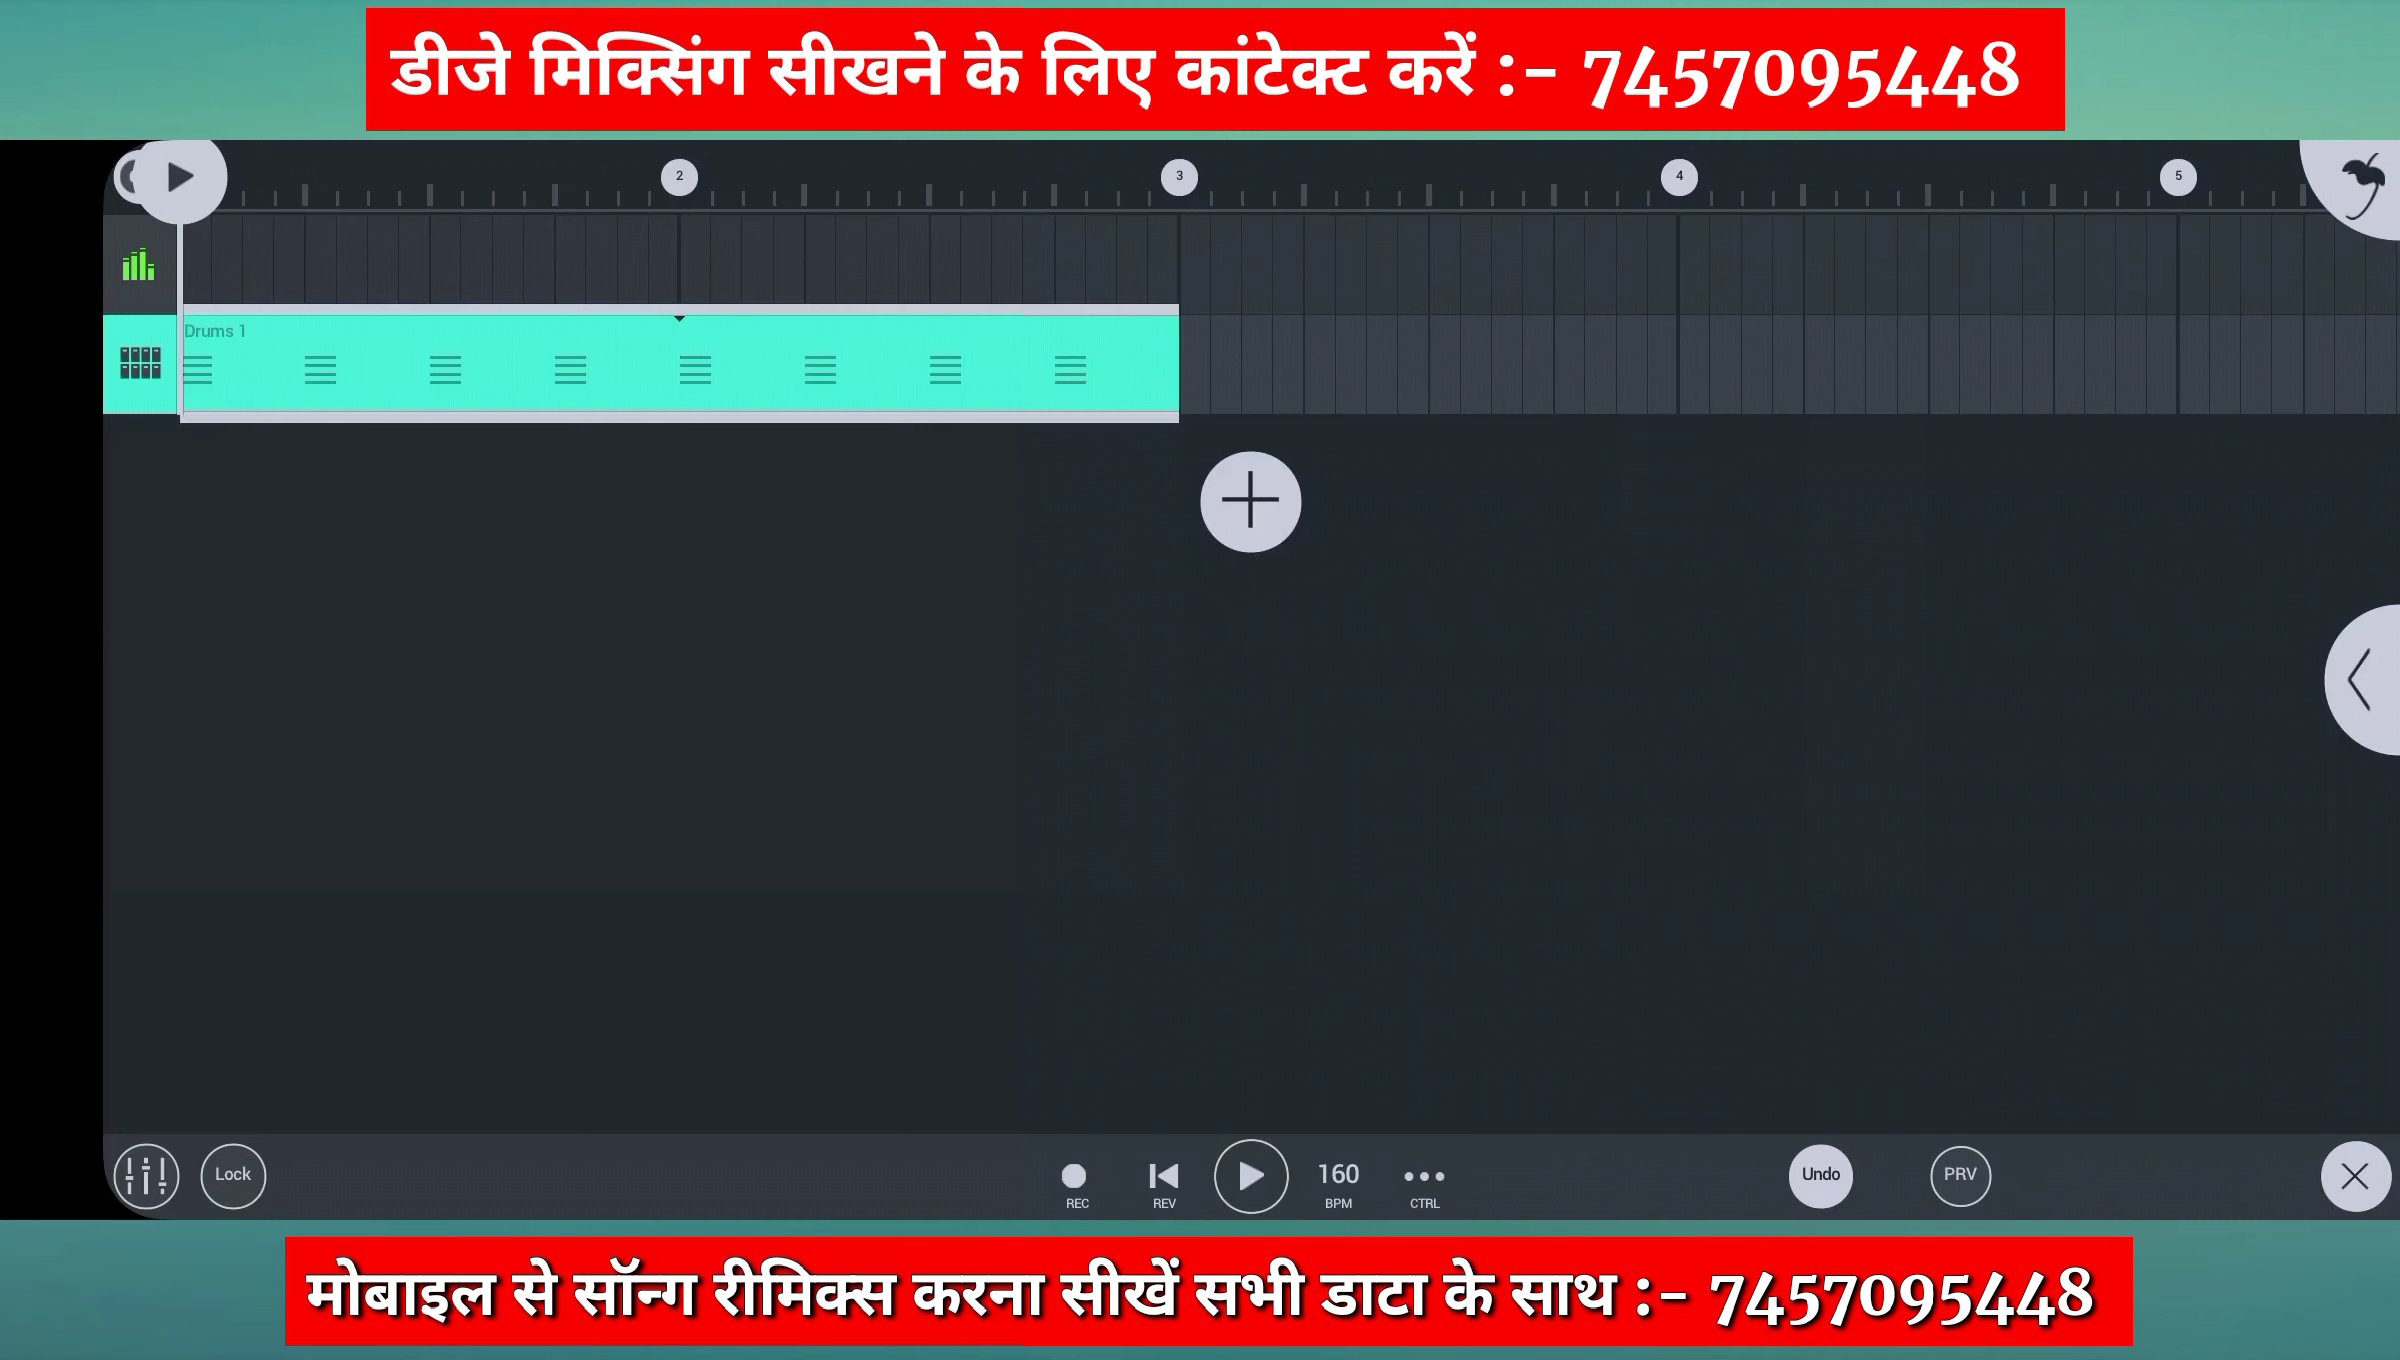 डीजे मिक्सिंग सीखने के लिए कांटेक्ट करें :- 7457095448
2 3 4 5
Drums 1
Lock REC REV 160 BPM CTRL Undo PRV
मोबाइल से सॉन्ग रीमिक्स करना सीखें सभी डाटा के साथ :- 7457095448